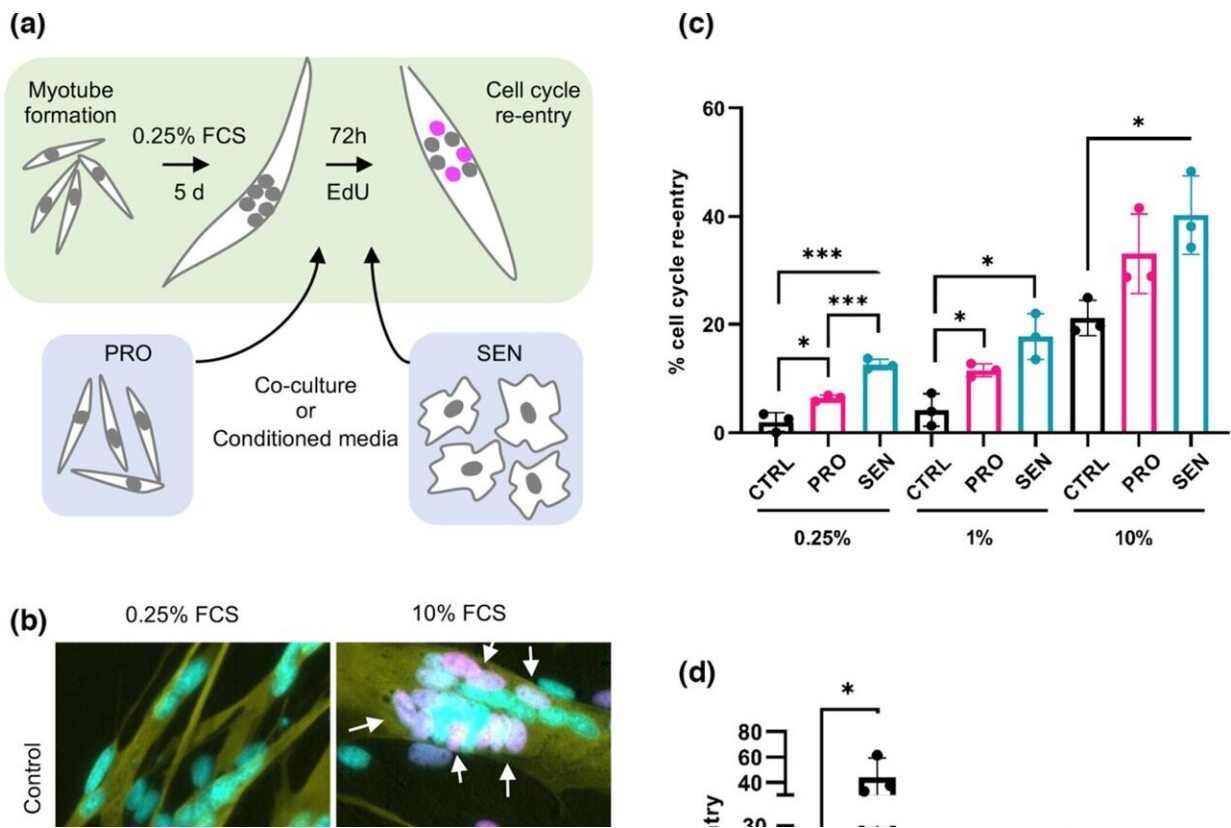 (a)
Myotube
formation
0.25% FCS
5 d
72h
EdU
Cell cycle
re-entry
PRO
SEN
Co-culture
or
Conditioned media
(c)
% cell cycle re-entry
60
40
20
0
*
***
***
*
*
*
CTRL PRO SEN CTRL PRO SEN CTRL PRO SEN
0.25% 1% 10%
(b)
0.25% FCS 10% FCS
Control
(d)
*
80
60
40
30